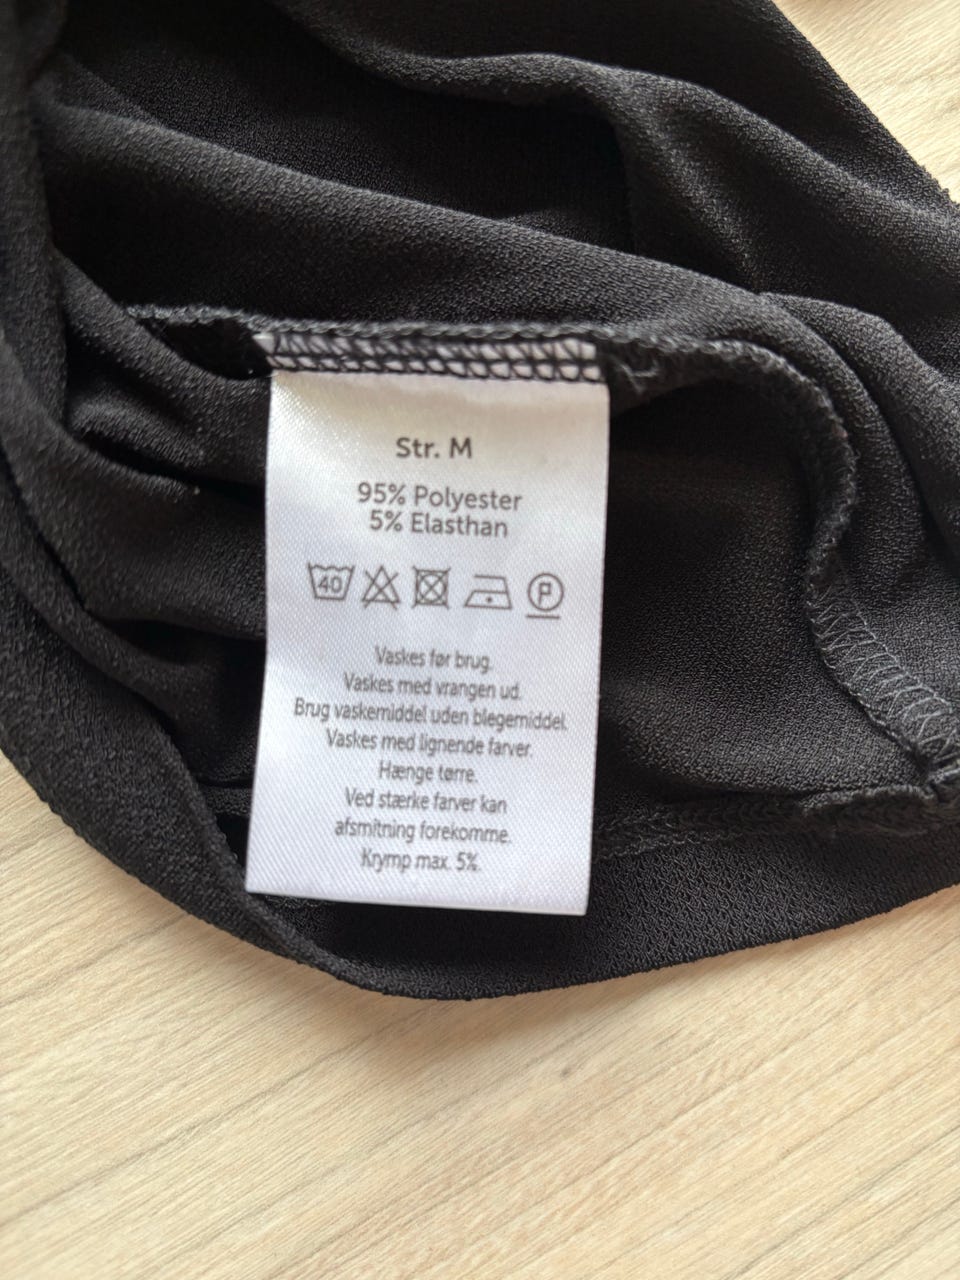 Str. M
95% Polyester
5% Elasthan
40
P
Vaskes før brug.
Vaskes med vrangen ud.
Brug vaskemiddel uden blegemiddel.
Vaskes med lignende farver.
Hænge tørre.
Ved stærke farver kan
afsmitning forekomme.
Krymp max. 5%.